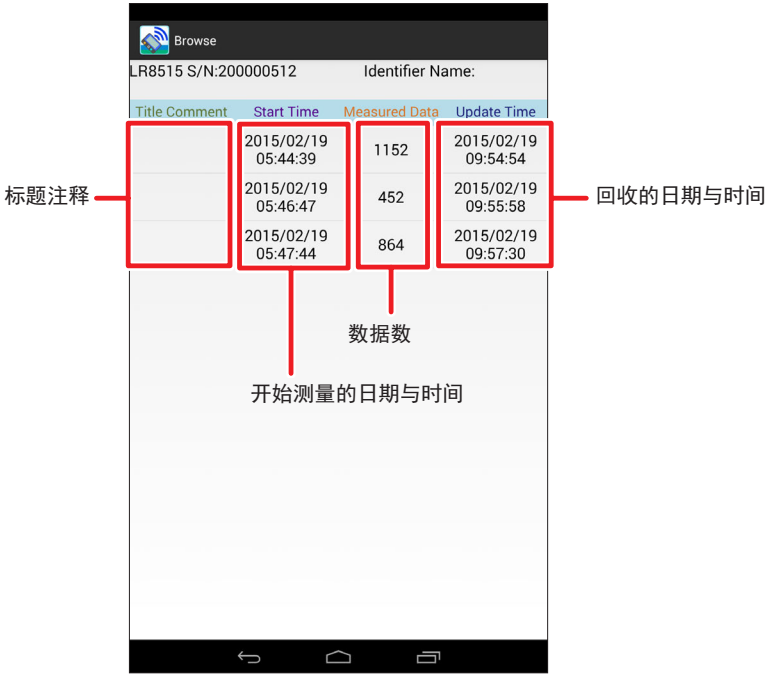 Browse
LR8515 S/N:200000512 Identifier Name:
Title Comment Start Time Measured Data Update Time
2015/02/19 05:44:39 1152 2015/02/19 09:54:54
标题注释 2015/02/19 05:46:47 452 2015/02/19 09:55:58 回收的日期与时间
2015/02/19 05:47:44 864 2015/02/19 09:57:30
数据数
开始测量的日期与时间